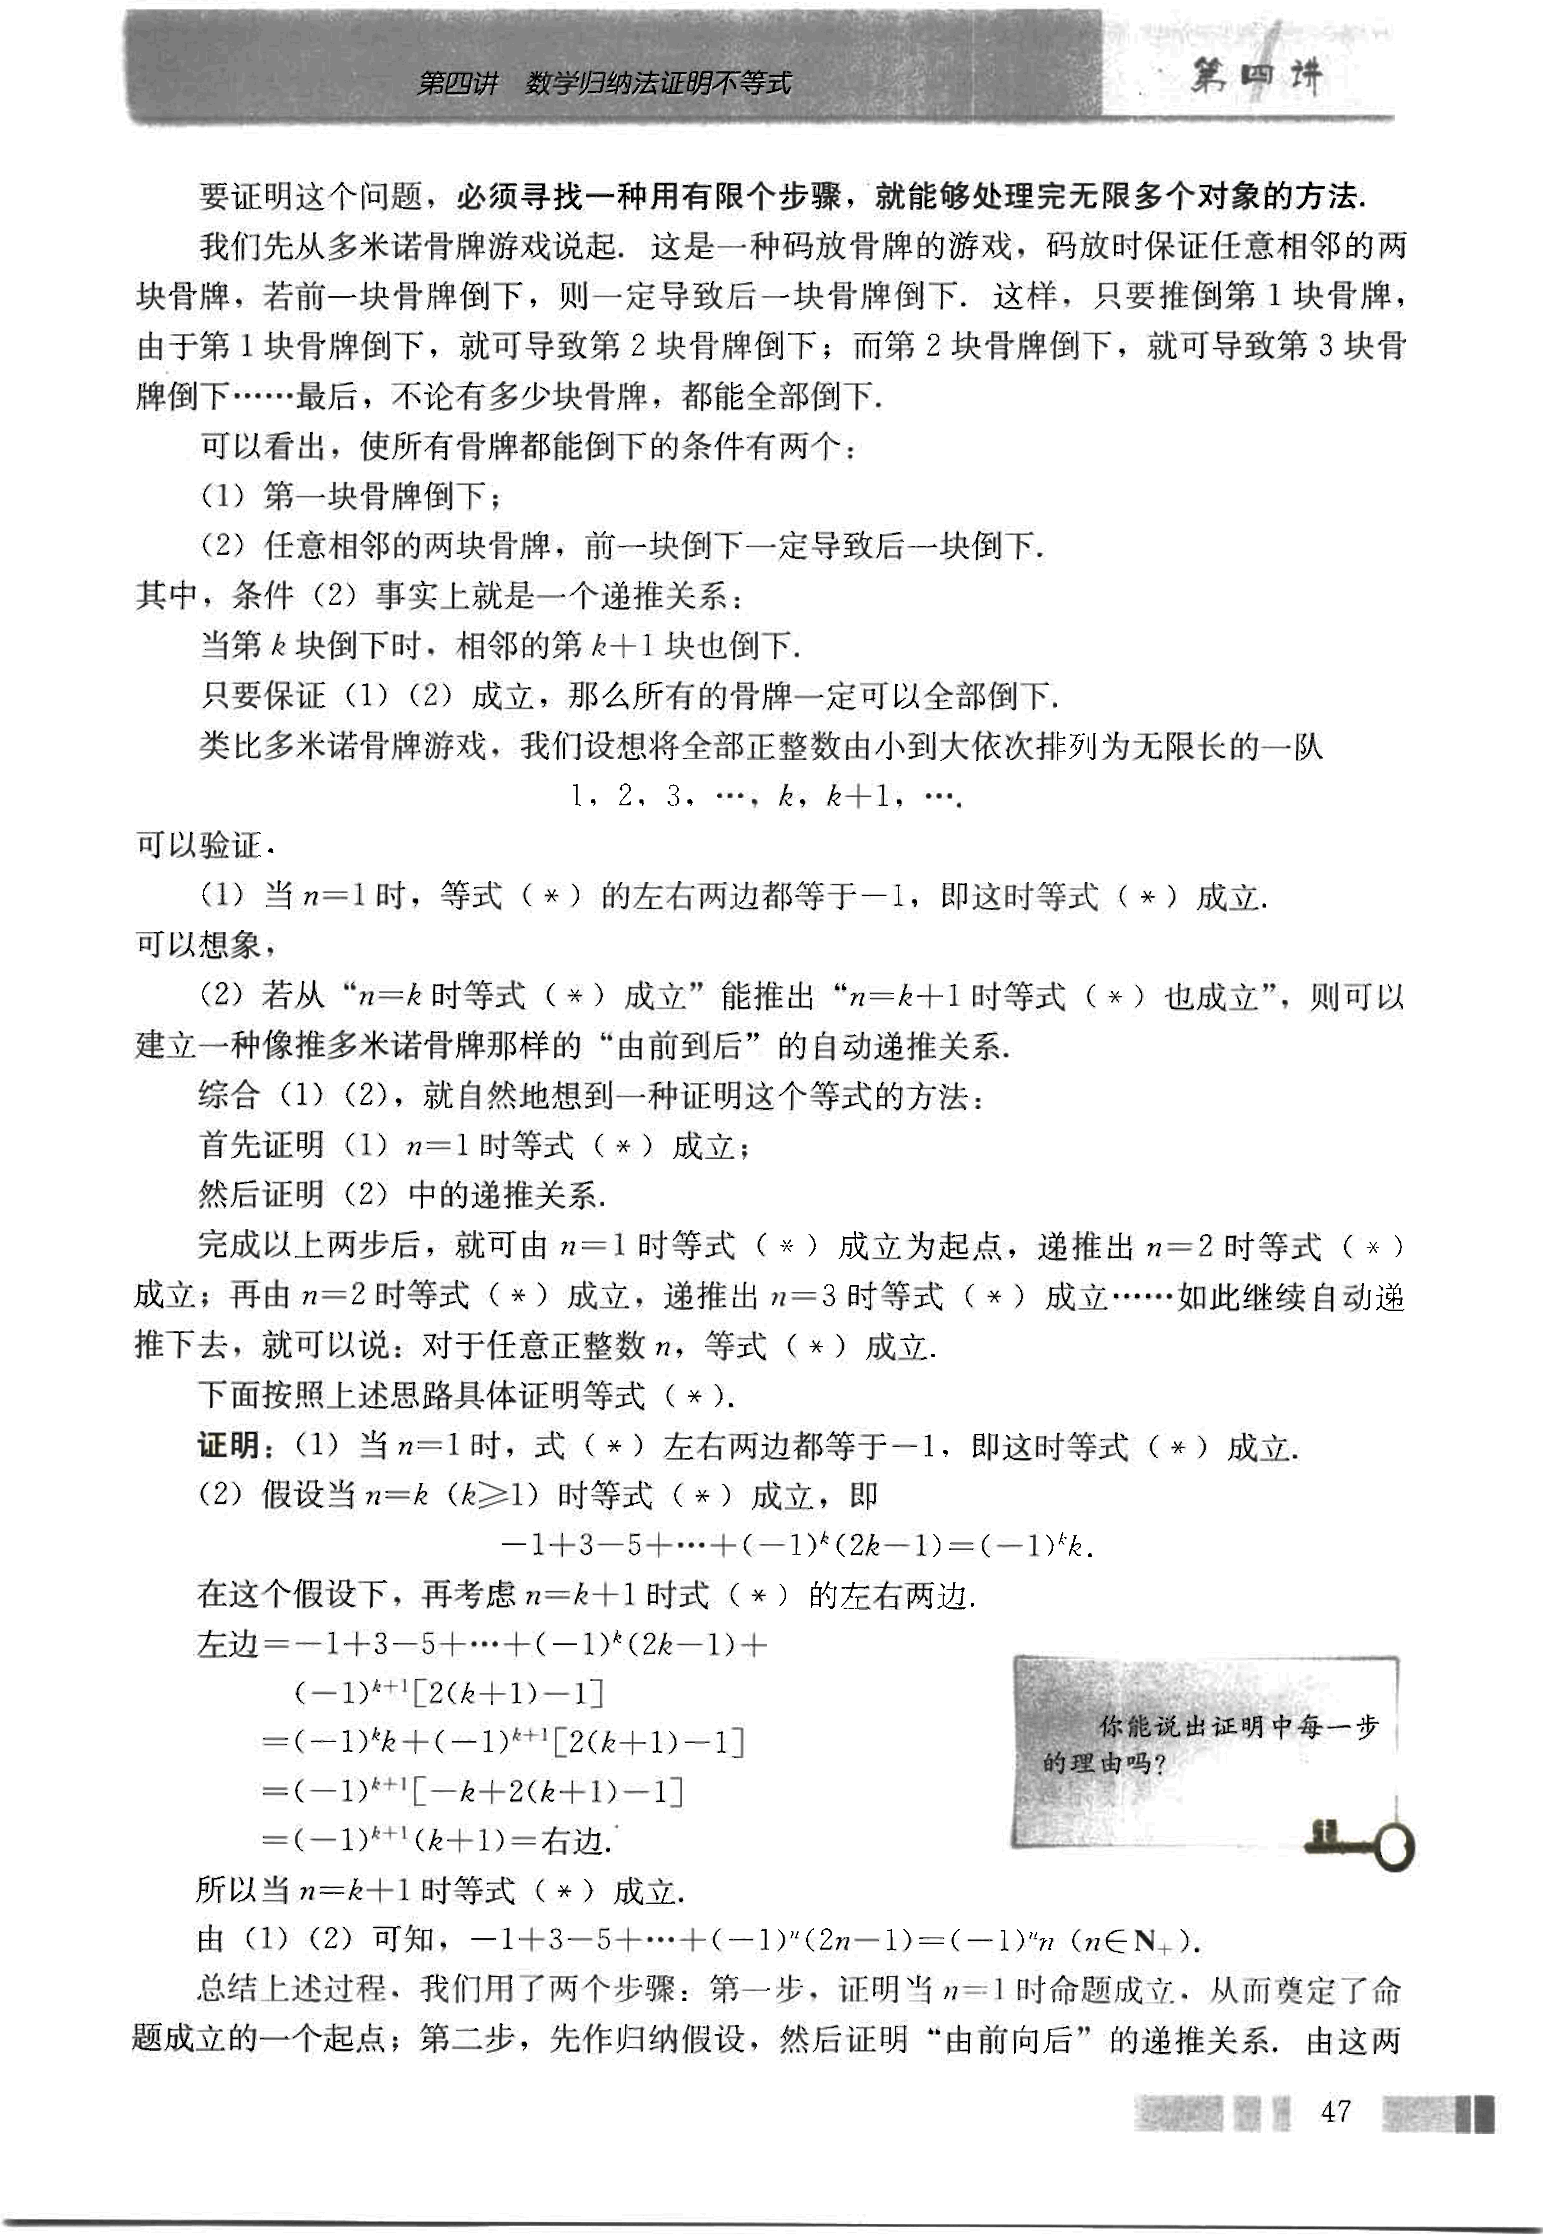 第四讲 数学归纳法证明不等式
第四讲
要证明这个问题，必须寻找一种用有限个步骤，就能够处理完无限多个对象的方法.
我们先从多米诺骨牌游戏说起. 这是一种码放骨牌的游戏，码放时保证任意相邻的两
块骨牌，若前一块骨牌倒下，则一定导致后一块骨牌倒下. 这样，只要推倒第 1 块骨牌，
由于第 1 块骨牌倒下，就可导致第 2 块骨牌倒下；而第 2 块骨牌倒下，就可导致第 3 块骨
牌倒下……最后，不论有多少块骨牌，都能全部倒下.
可以看出，使所有骨牌都能倒下的条件有两个：
（1）第一块骨牌倒下；
（2）任意相邻的两块骨牌，前一块倒下一定导致后一块倒下.
其中，条件（2）事实上就是一个递推关系：
当第 k 块倒下时，相邻的第 k＋1 块也倒下.
只要保证（1）（2）成立，那么所有的骨牌一定可以全部倒下.
类比多米诺骨牌游戏，我们设想将全部正整数由小到大依次排列为无限长的一队
1，2，3，…，k，k＋1，….
可以验证.
（1）当 n＝1 时，等式（*）的左右两边都等于－1，即这时等式（*）成立.
可以想象，
（2）若从“n＝k 时等式（*）成立”能推出“n＝k＋1 时等式（*）也成立”，则可以
建立一种像推多米诺骨牌那样的“由前到后”的自动递推关系.
综合（1）（2），就自然地想到一种证明这个等式的方法：
首先证明（1）n＝1 时等式（*）成立；
然后证明（2）中的递推关系.
完成以上两步后，就可由 n＝1 时等式（*）成立为起点，递推出 n＝2 时等式（*）
成立；再由 n＝2 时等式（*）成立，递推出 n＝3 时等式（*）成立……如此继续自动递
推下去，就可以说：对于任意正整数 n，等式（*）成立.
下面按照上述思路具体证明等式（*）.
证明：（1）当 n＝1 时，式（*）左右两边都等于－1，即这时等式（*）成立.
（2）假设当 n＝k（k≥1）时等式（*）成立，即
－1＋3－5＋…＋(－1)^k(2k－1)＝(－1)^k k.
在这个假设下，再考虑 n＝k＋1 时式（*）的左右两边.
左边＝－1＋3－5＋…＋(－1)^k(2k－1)＋
(－1)^{k+1}[2(k＋1)－1]
＝(－1)^k k＋(－1)^{k+1}[2(k＋1)－1]
＝(－1)^{k+1}[－k＋2(k＋1)－1]
＝(－1)^{k+1}(k＋1)＝右边.
你能说出证明中每一步
的理由吗？
所以当 n＝k＋1 时等式（*）成立.
由（1）（2）可知，－1＋3－5＋…＋(－1)^n(2n－1)＝(－1)^n n（n∈N₊）.
总结上述过程，我们用了两个步骤：第一步，证明当 n＝1 时命题成立，从而奠定了命
题成立的一个起点；第二步，先作归纳假设，然后证明“由前向后”的递推关系. 由这两
47